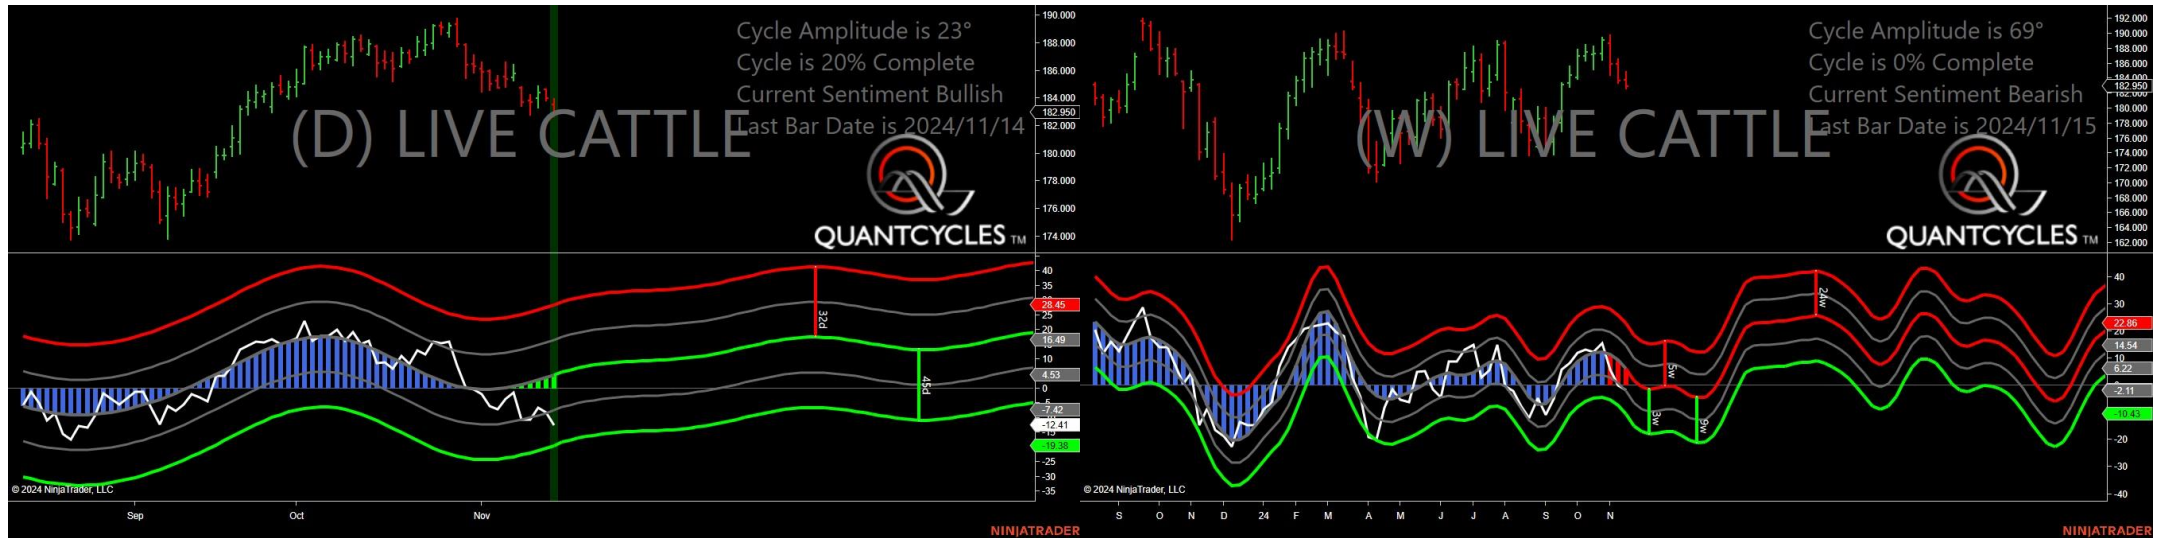 Cycle Amplitude is 23°
Cycle is 20% Complete
Current Sentiment Bullish
Last Bar Date is 2024/11/14
(D) LIVE CATTLE
QUANTCYCLES TM
190.000
188.000
186.000
184.000
182.950
182.000
180.000
178.000
176.000
174.000
32d
45d
40
35
28.45
25
20
16.49
10
4.53
0
-7.42
-12.41
-19.38
-25
-30
-35
© 2024 NinjaTrader, LLC
Sep
Oct
Nov
NINJATRADER
Cycle Amplitude is 69°
Cycle is 0% Complete
Current Sentiment Bearish
Last Bar Date is 2024/11/15
(W) LIVE CATTLE
QUANTCYCLES TM
192.000
190.000
188.000
186.000
184.000
182.950
182.000
180.000
178.000
176.000
174.000
172.000
170.000
168.000
166.000
164.000
162.000
24w
5w
3w
9w
40
30
22.86
20
14.54
10
6.22
-2.11
-10.43
-20
-30
-40
© 2024 NinjaTrader, LLC
S O N D 24 F M A M J J A S O N
NINJATRADER